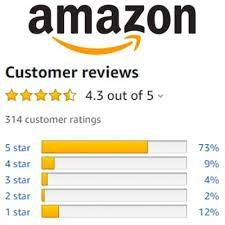 amazon
Customer reviews
4.3 out of 5
314 customer ratings
5 star 73%
4 star 9%
3 star 4%
2 star 2%
1 star 12%